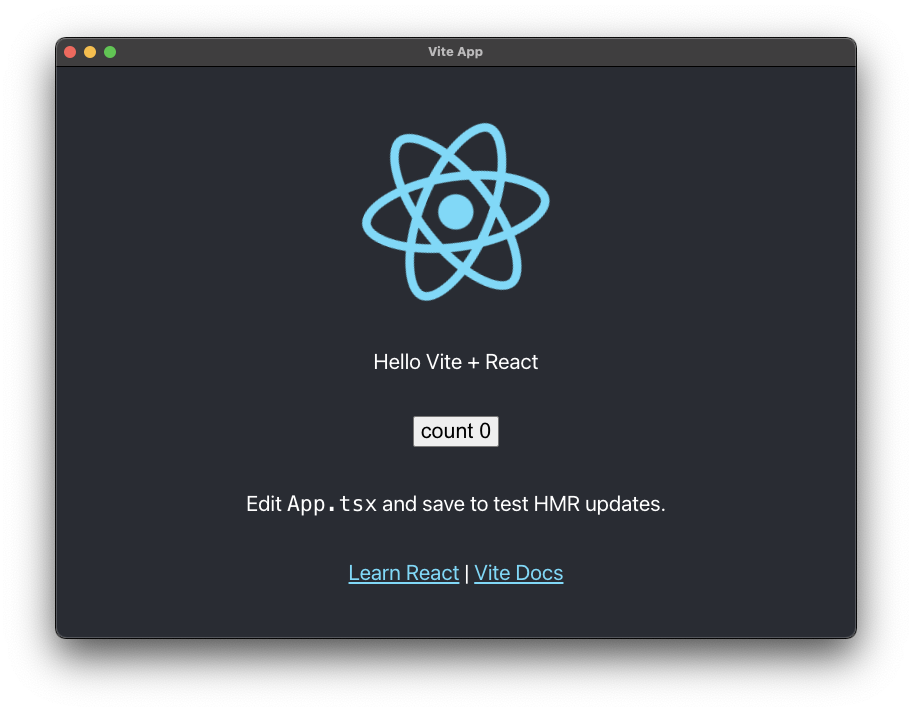 Vite App
Hello Vite + React
count 0
Edit App.tsx and save to test HMR updates.
Learn React | Vite Docs